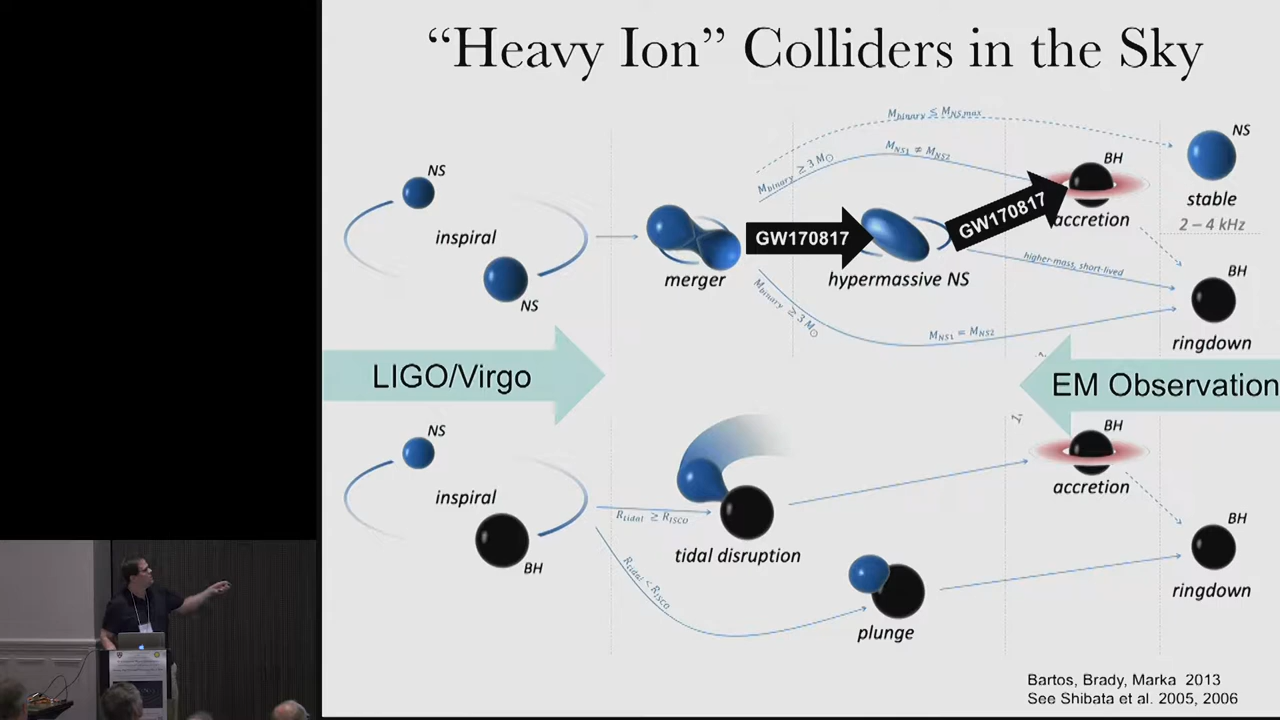 “Heavy Ion” Colliders in the Sky
NS
inspiral
NS
merger
M_binary ≤ M_NS,max
M_binary ≥ 3 M☉
M_NS1 ≠ M_NS2
GW170817
hypermassive NS
GW170817
BH
accretion
NS
stable
2 – 4 kHz
higher-mass, short-lived
M_binary ≥ 3 M☉
M_NS1 = M_NS2
BH
ringdown
LIGO/Virgo
EM Observation
NS
inspiral
BH
R_tidal ≥ R_ISCO
tidal disruption
R_tidal < R_ISCO
plunge
BH
accretion
BH
ringdown
Bartos, Brady, Marka 2013
See Shibata et al. 2005, 2006